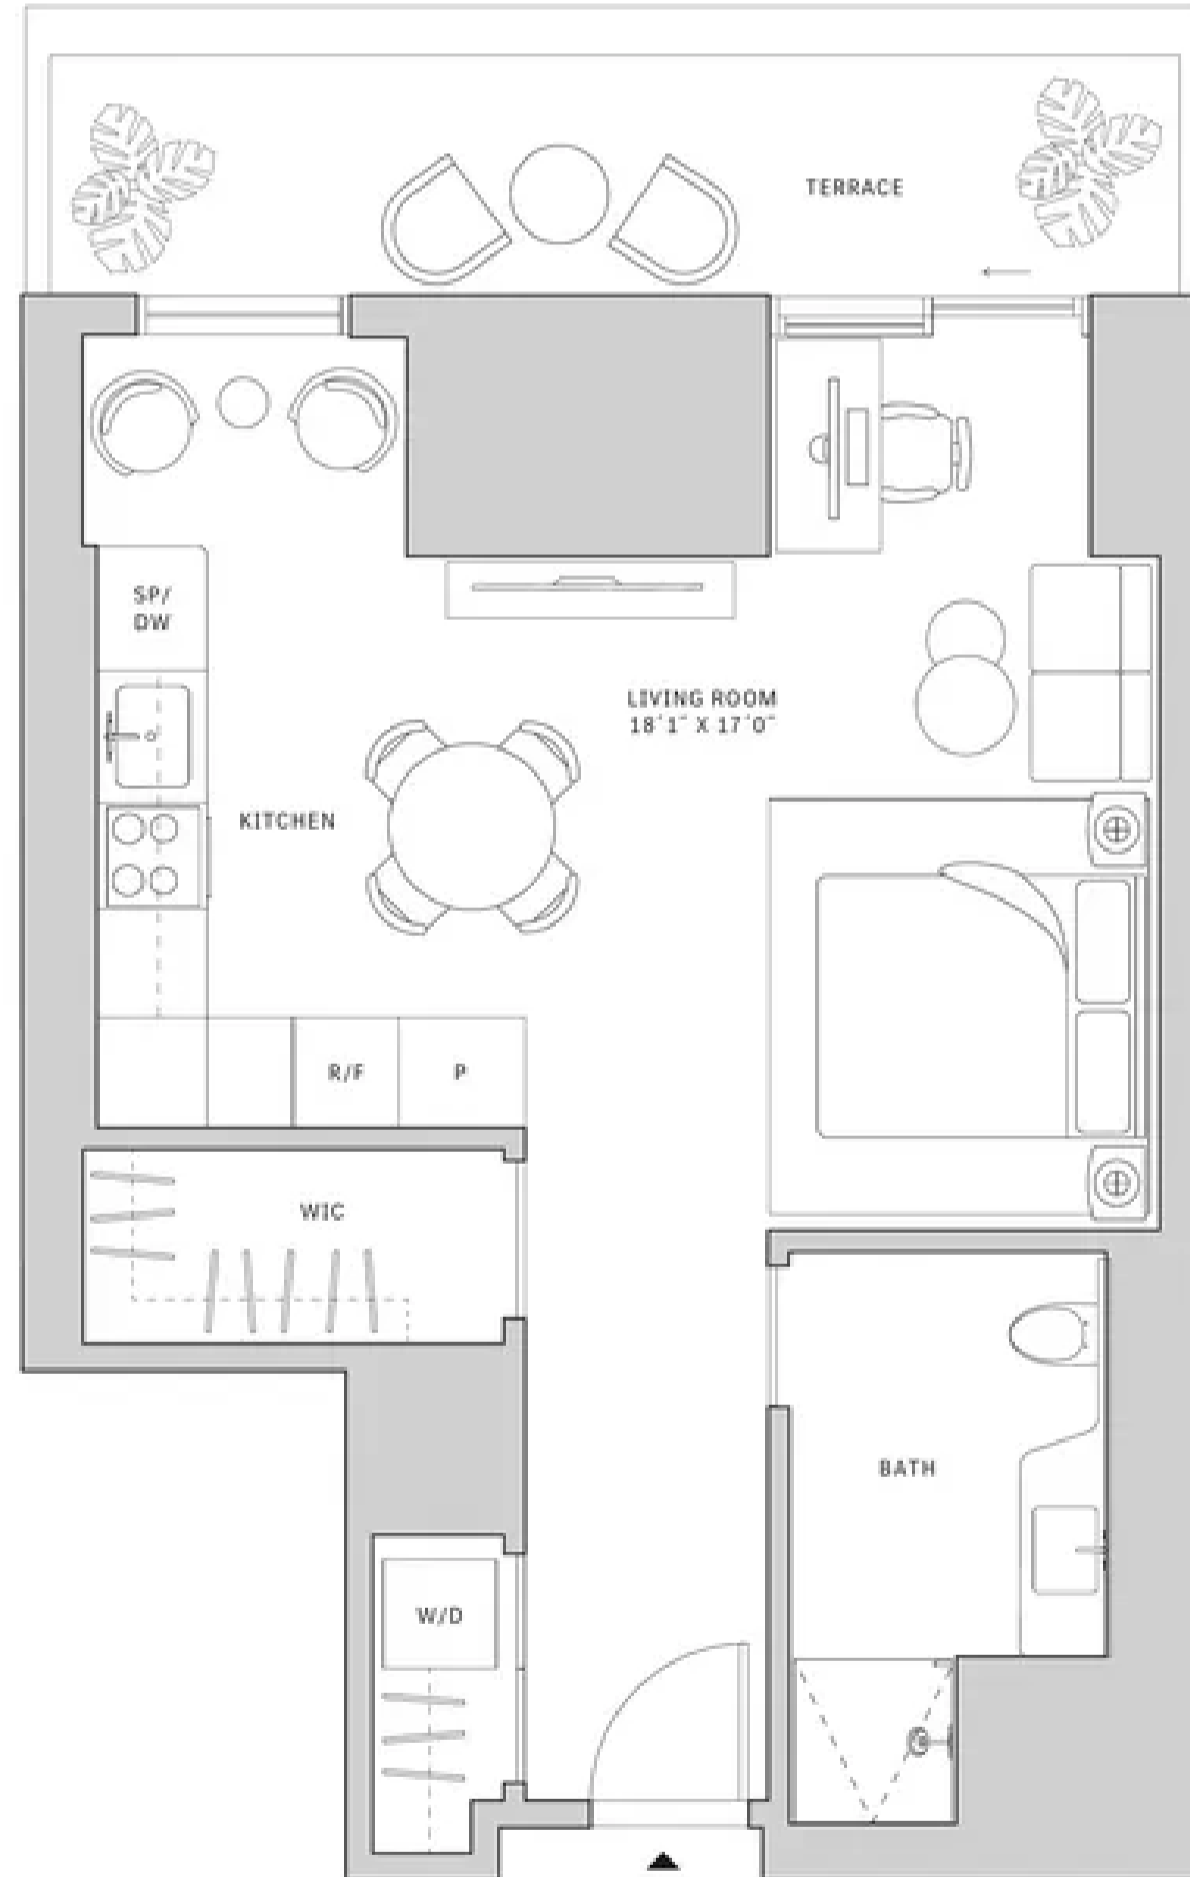 TERRACE
SP/
DW
LIVING ROOM
18'1" X 17'0"
KITCHEN
R/F
P
WIC
BATH
W/D